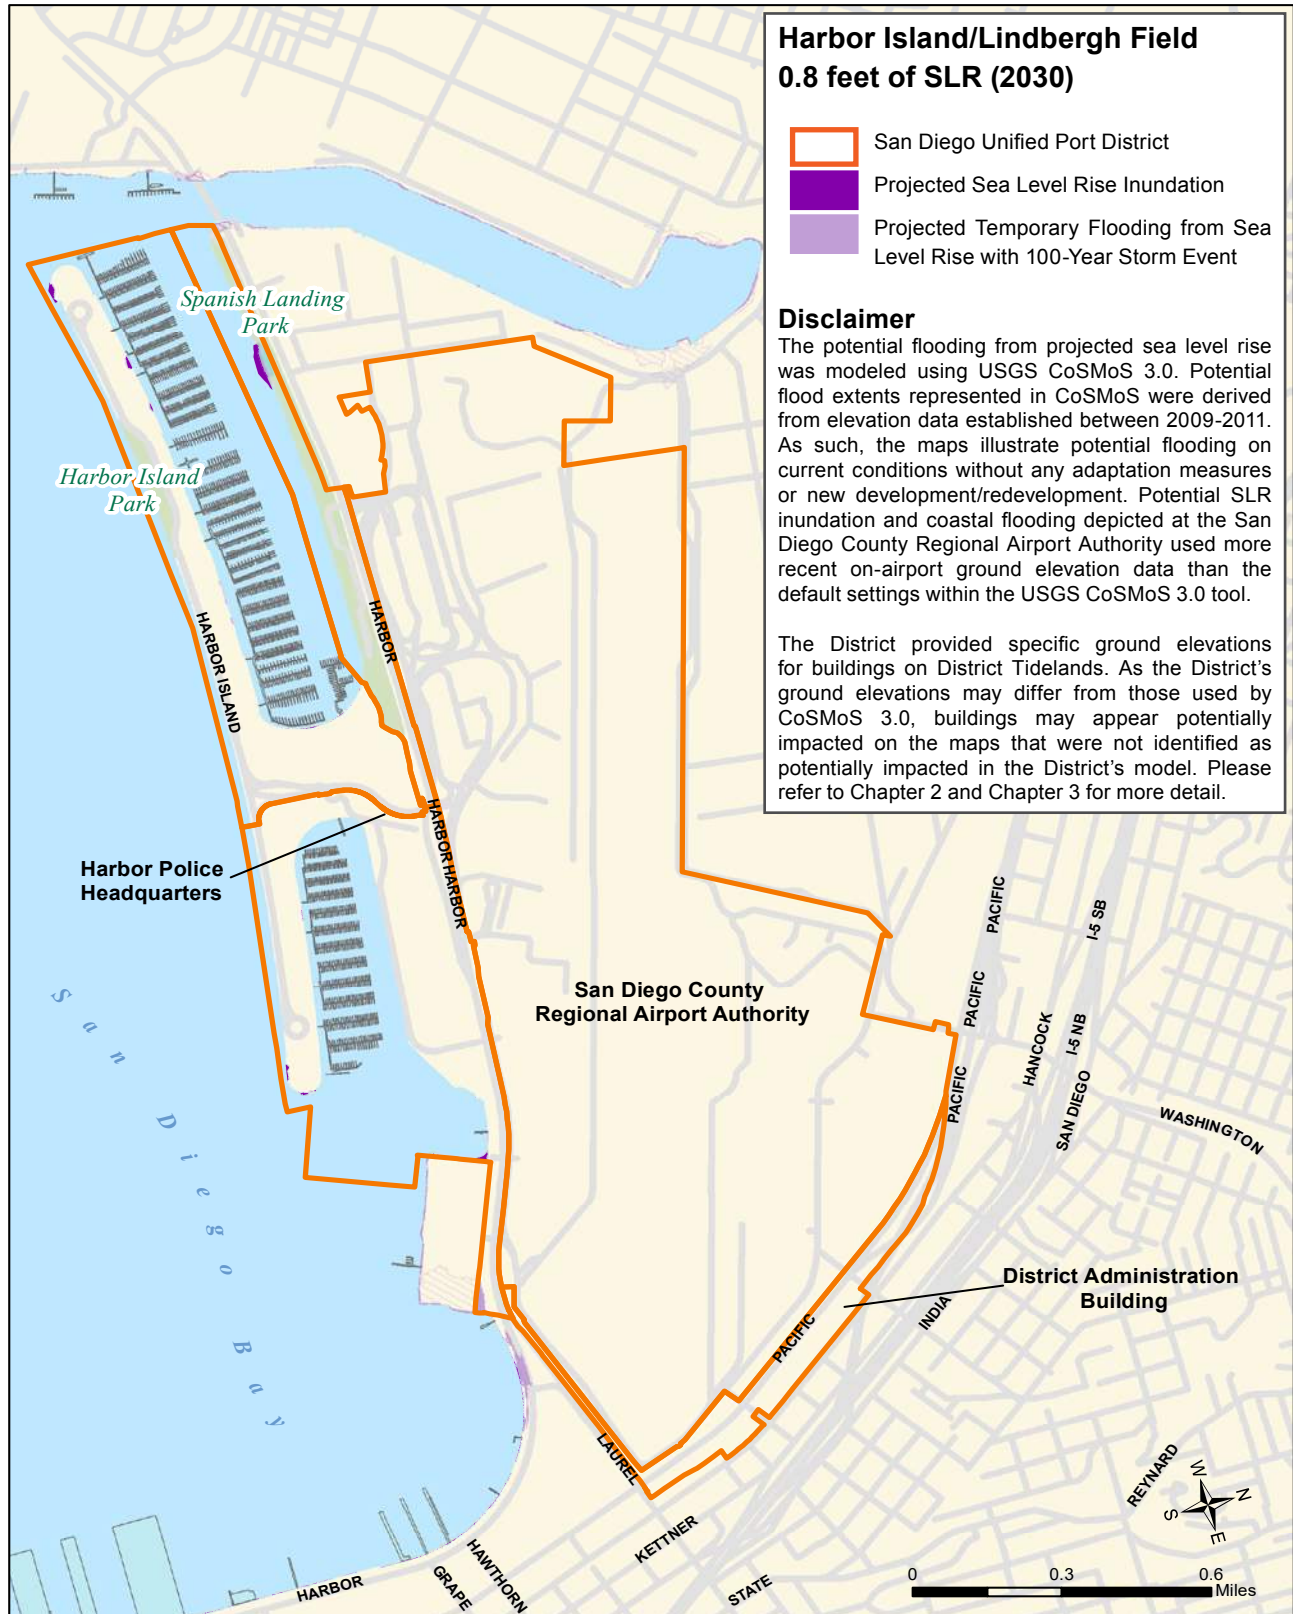 Harbor Island/Lindbergh Field
0.8 feet of SLR (2030)
San Diego Unified Port District
Projected Sea Level Rise Inundation
Projected Temporary Flooding from Sea
Level Rise with 100-Year Storm Event
Disclaimer
The potential flooding from projected sea level rise
was modeled using USGS CoSMoS 3.0. Potential
flood extents represented in CoSMoS were derived
from elevation data established between 2009-2011.
As such, the maps illustrate potential flooding on
current conditions without any adaptation measures
or new development/redevelopment. Potential SLR
inundation and coastal flooding depicted at the San
Diego County Regional Airport Authority used more
recent on-airport ground elevation data than the
default settings within the USGS CoSMoS 3.0 tool.
The District provided specific ground elevations
for buildings on District Tidelands. As the District's
ground elevations may differ from those used by
CoSMoS 3.0, buildings may appear potentially
impacted on the maps that were not identified as
potentially impacted in the District's model. Please
refer to Chapter 2 and Chapter 3 for more detail.
Spanish Landing
Park
Harbor Island
Park
HARBOR ISLAND
HARBOR
HARBOR
HARBOR
Harbor Police
Headquarters
San Diego County
Regional Airport Authority
San Diego Bay
PACIFIC
PACIFIC
PACIFIC
I-5 SB
I-5 NB
HANCOCK
SAN DIEGO
WASHINGTON
District Administration
Building
INDIA
PACIFIC
LAUREL
REYNARD
KETTNER
STATE
HAWTHORN
GRAPE
HARBOR
W
N
S
E
0
0.3
0.6
Miles